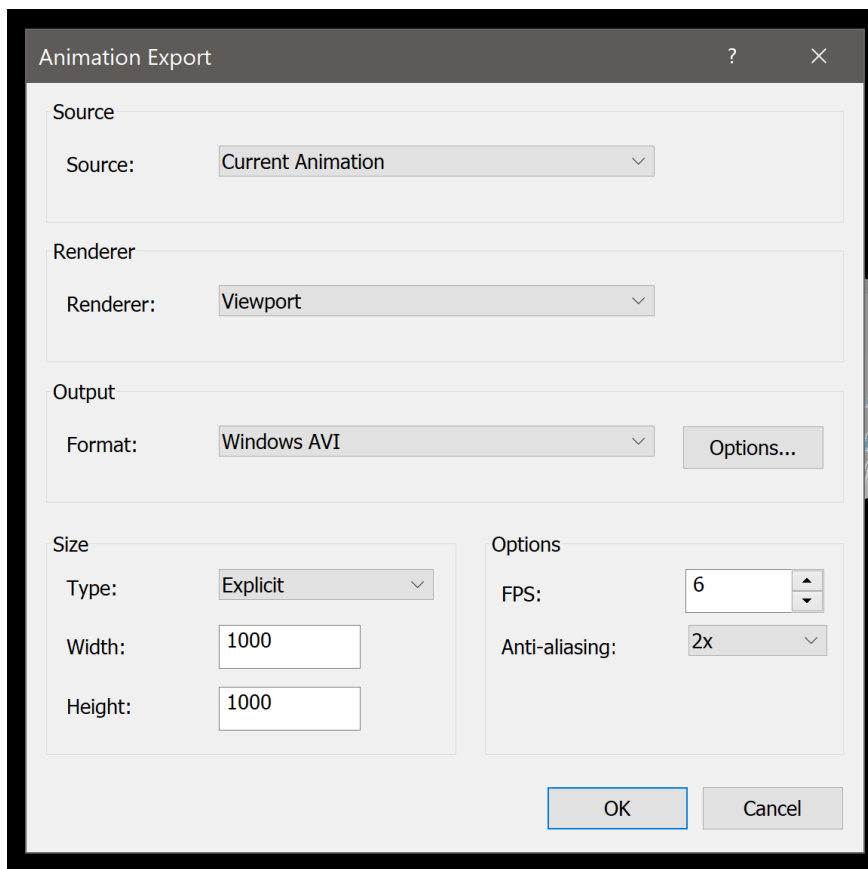 Animation Export ?
Source
Source: Current Animation
Renderer
Renderer: Viewport
Output
Format: Windows AVI Options...
Size
Type: Explicit
Width: 1000
Height: 1000
Options
FPS: 6
Anti-aliasing: 2x
OK Cancel